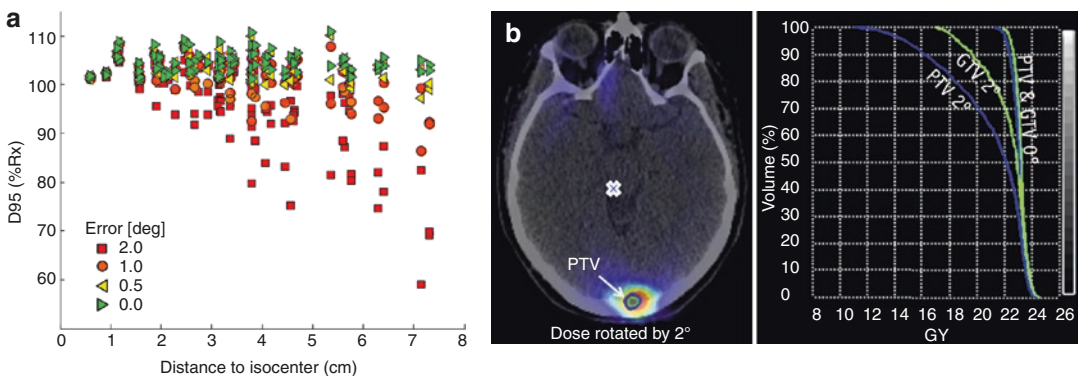 a
D95 (%Rx)
110
100
90
80
70
60
Error [deg]
2.0
1.0
0.5
0.0
0 1 2 3 4 5 6 7 8
Distance to isocenter (cm)
b
PTV
Dose rotated by 2°
Volume (%)
100
90
80
70
60
50
40
30
20
10
0
GTV 2°
PTV 2°
PTV & GTV 0°
8 10 12 14 16 18 20 22 24 26
GY